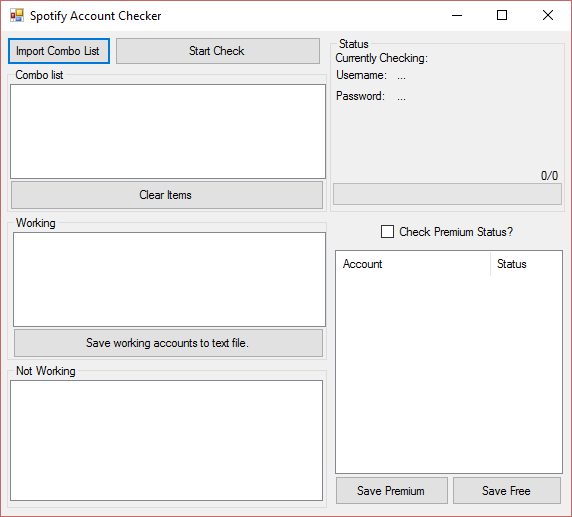 Spotify Account Checker
Import Combo List
Start Check
Combo list
Clear Items
Working
Save working accounts to text file.
Not Working
Status
Currently Checking:
Username: ...
Password: ...
0/0
Check Premium Status?
Account Status
Save Premium
Save Free